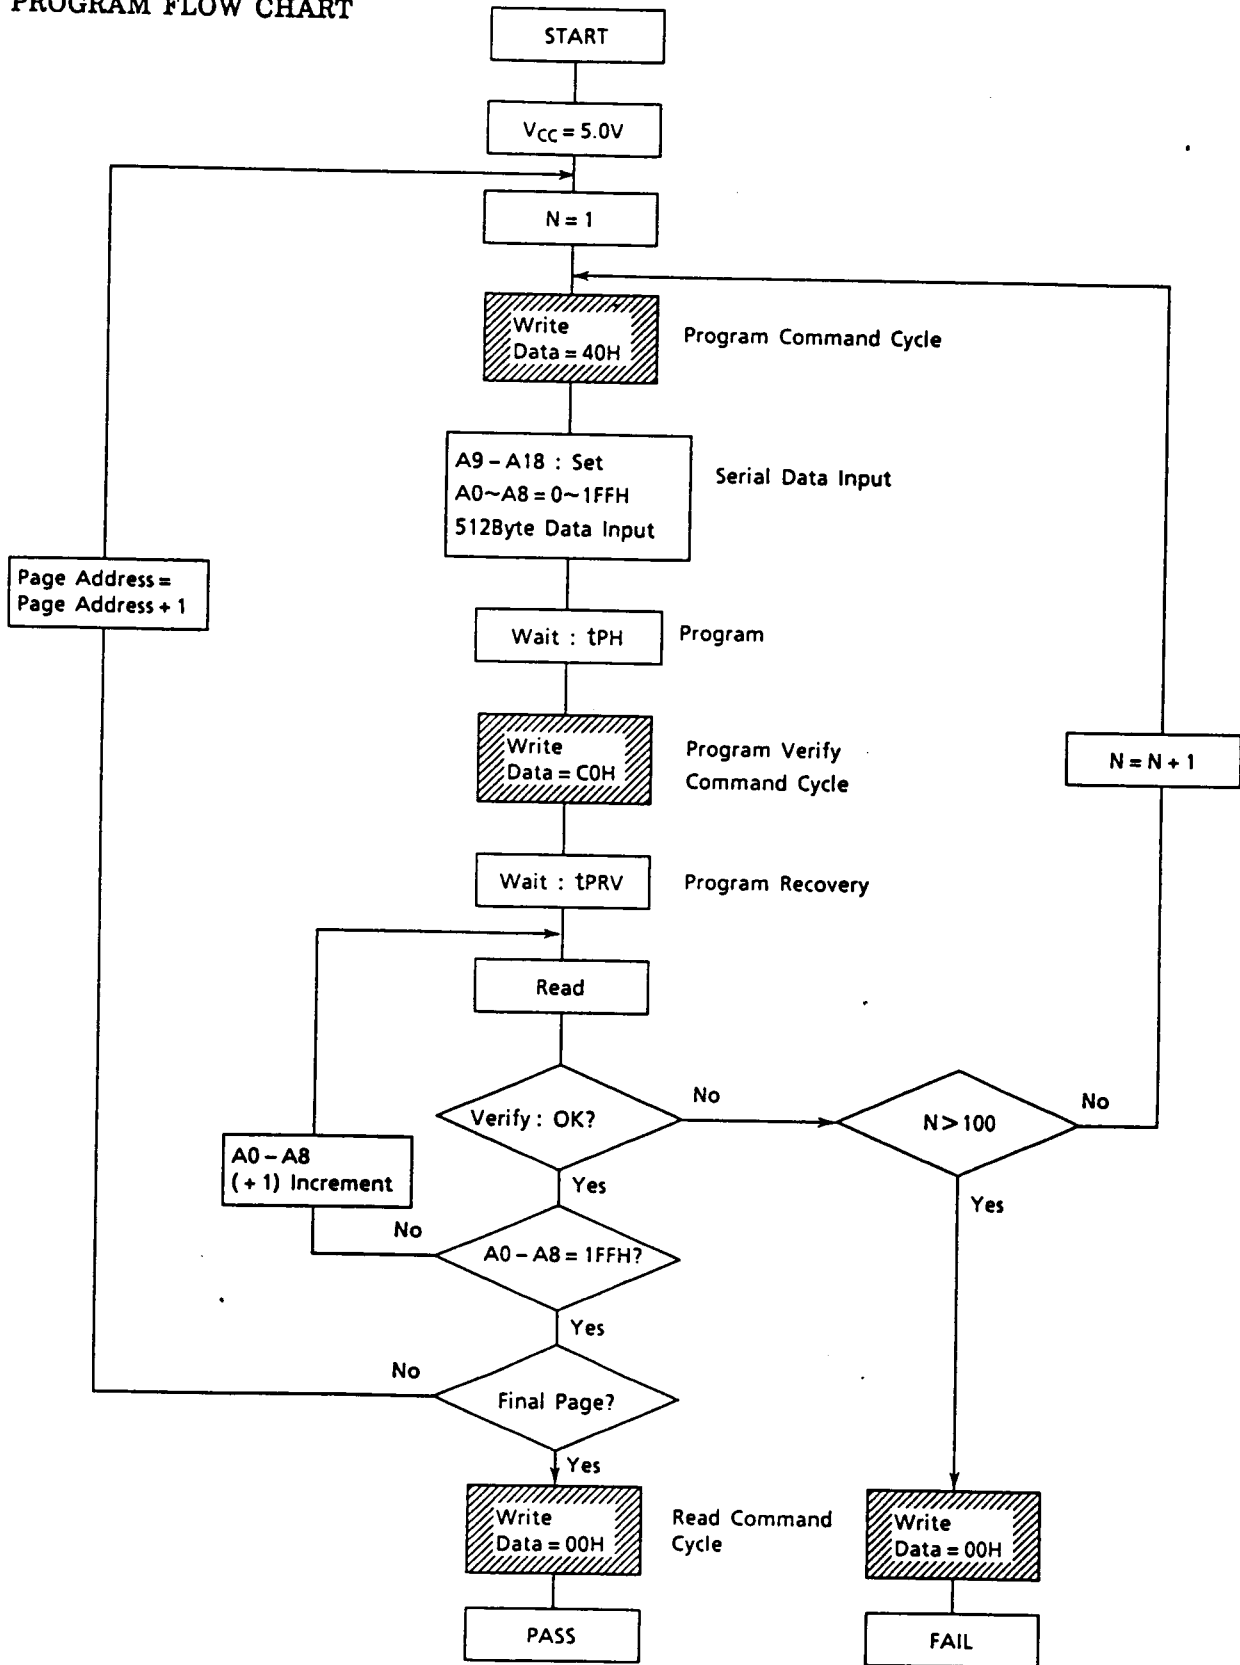 PROGRAM FLOW CHART
START
VCC = 5.0V
N = 1
Write
Data = 40H
Program Command Cycle
A9 – A18 : Set
A0~A8 = 0~1FFH
512Byte Data Input
Serial Data Input
Page Address =
Page Address + 1
Wait : tPH
Program
Write
Data = C0H
Program Verify
Command Cycle
N = N + 1
Wait : tPRV
Program Recovery
Read
Verify : OK?
No
N > 100
No
A0 – A8
(+ 1) Increment
Yes
Yes
No
A0 – A8 = 1FFH?
Yes
No
Final Page?
Yes
Write
Data = 00H
Read Command
Cycle
Write
Data = 00H
PASS
FAIL